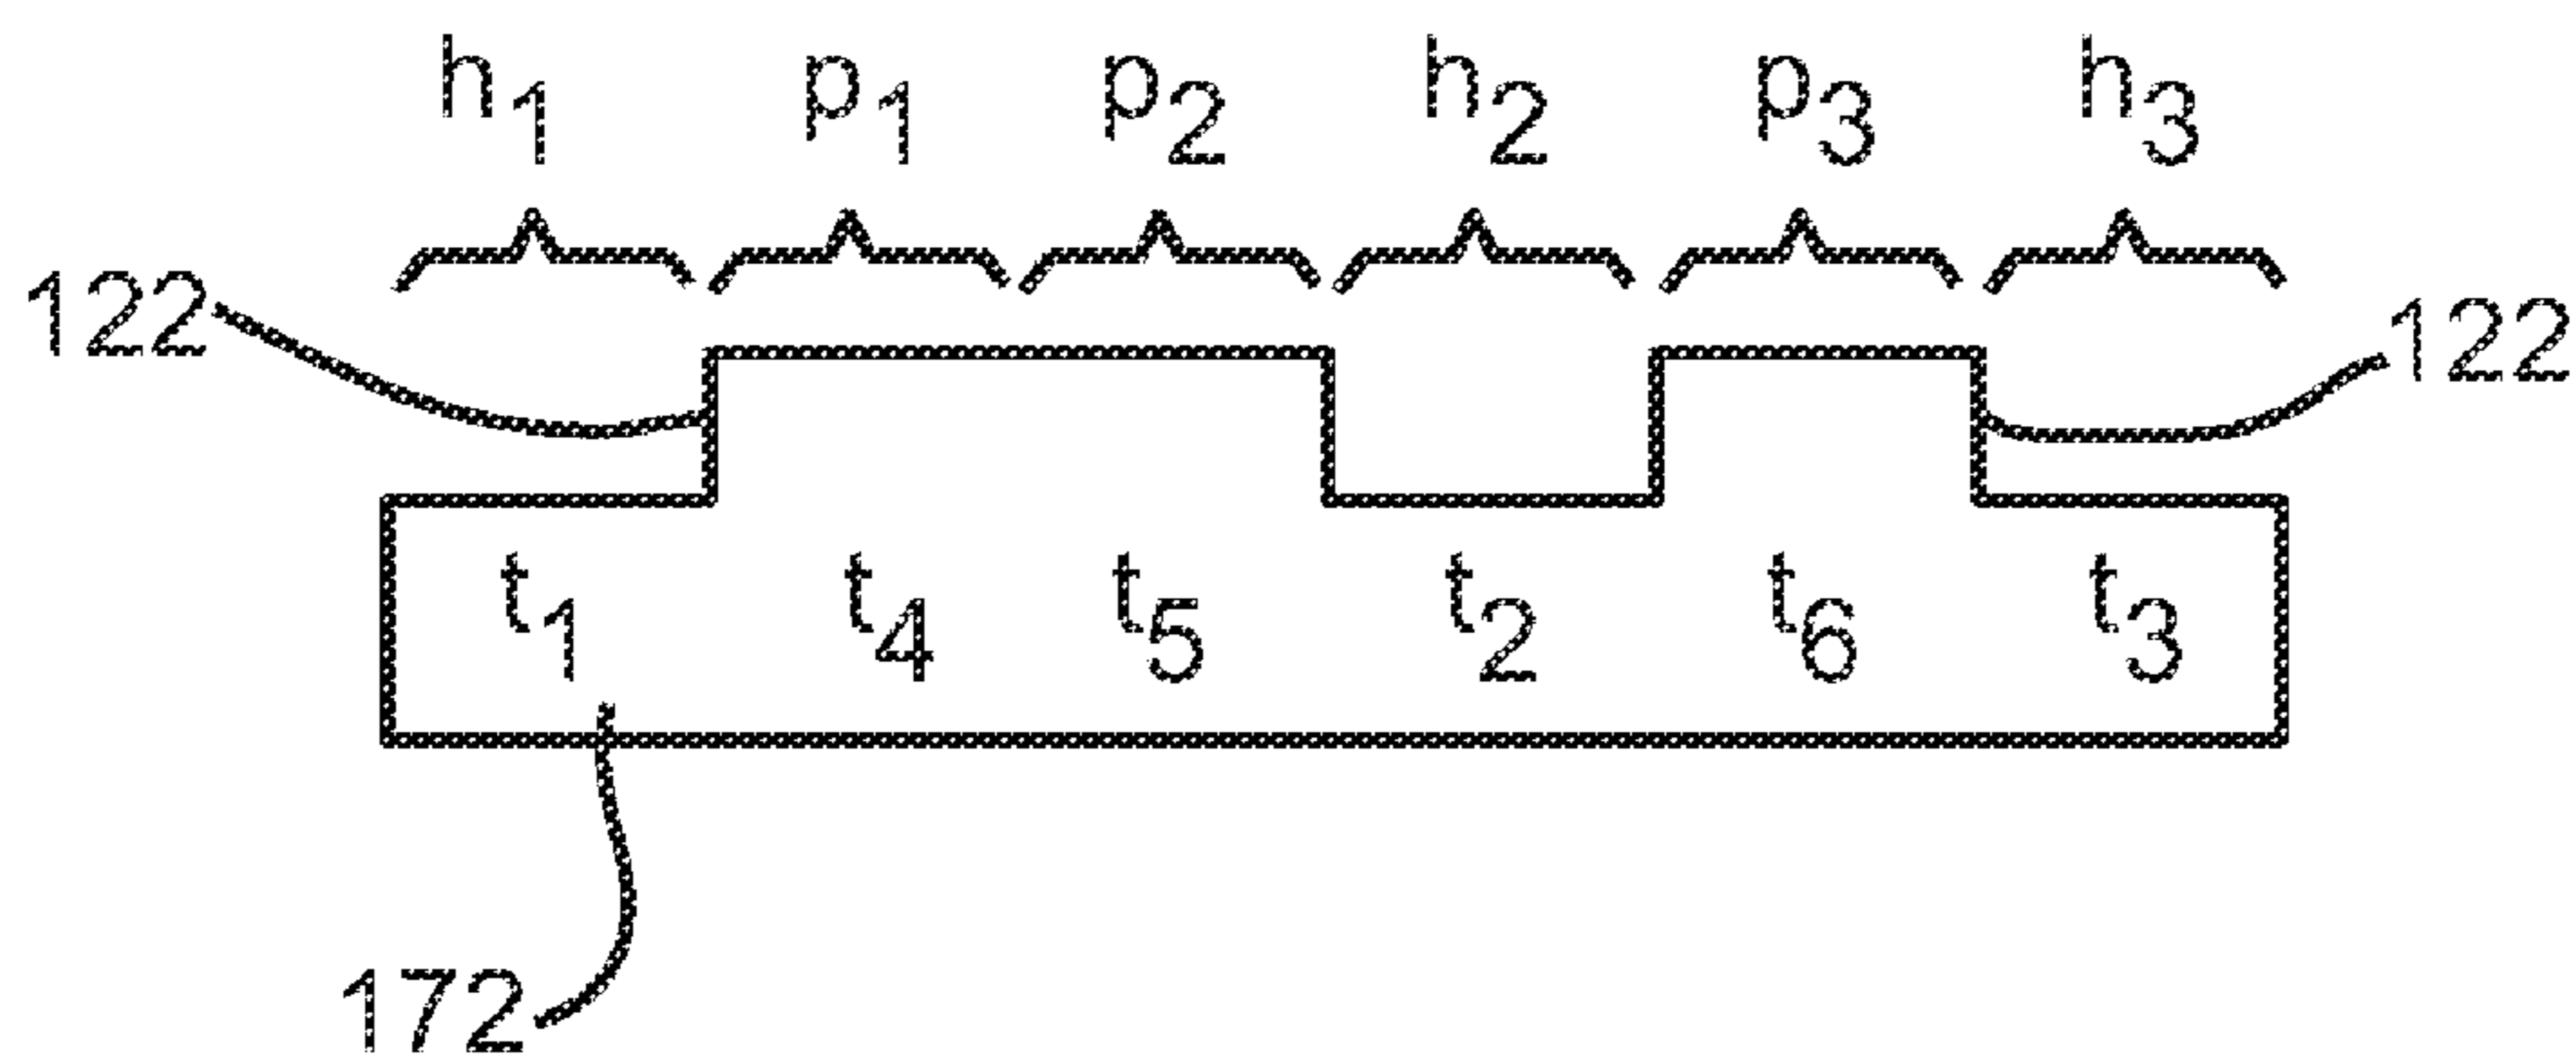 h₁ p₁ p₂ h₂ p₃ h₃
122 122
t₁ t₄ t₅ t₂ t₆ t₃
172